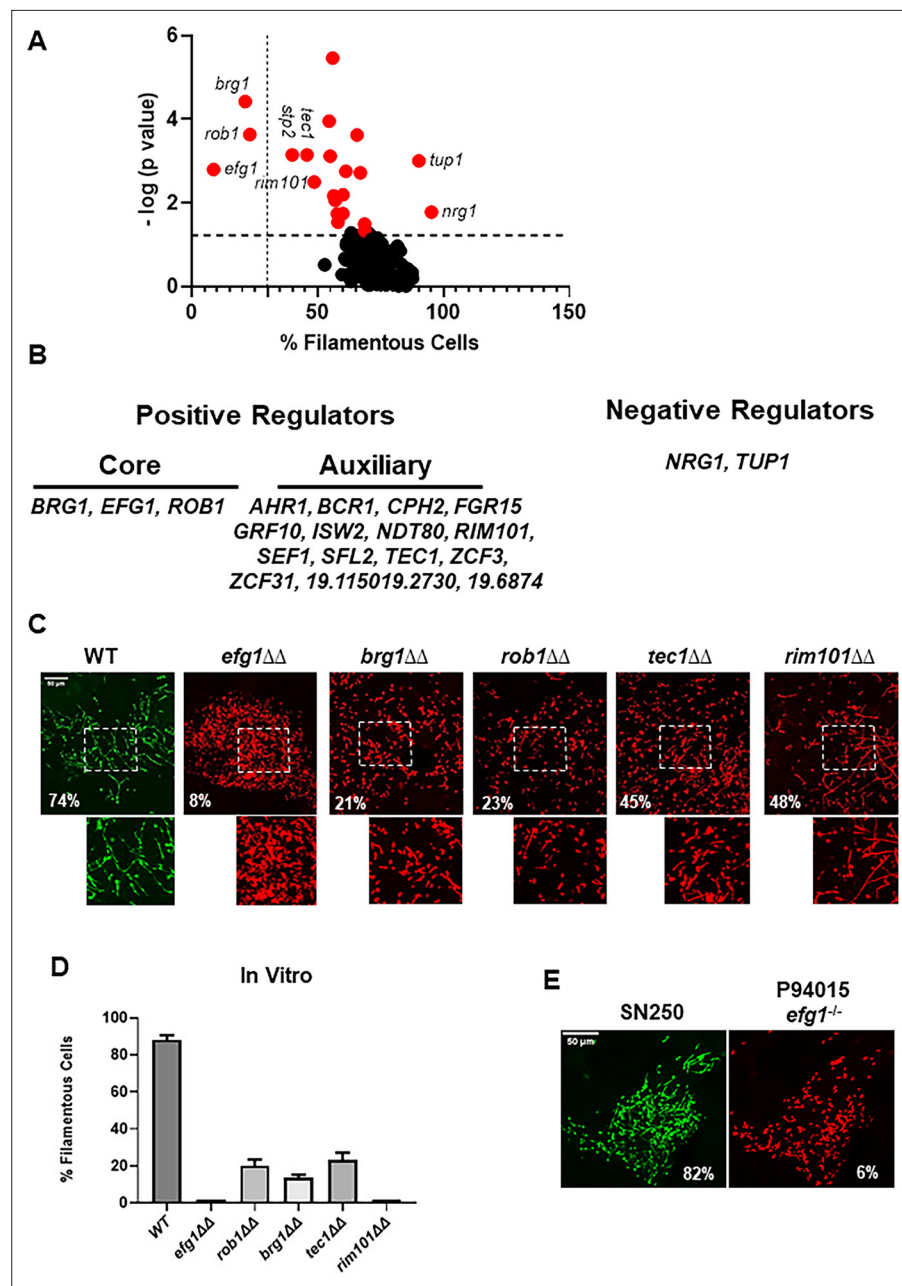 A
6
4
2
0
- log (p value)
brg1
rob1
efg1
stp2
tec1
rim101
tup1
nrg1
0
50
100
150
% Filamentous Cells
B
Positive Regulators
Negative Regulators
Core
Auxiliary
NRG1, TUP1
BRG1, EFG1, ROB1
AHR1, BCR1, CPH2, FGR15
GRF10, ISW2, NDT80, RIM101,
SEF1, SFL2, TEC1, ZCF3,
ZCF31, 19.115019.2730, 19.6874
C
WT
efg1ΔΔ
brg1ΔΔ
rob1ΔΔ
tec1ΔΔ
rim101ΔΔ
50 µm
74%
8%
21%
23%
45%
48%
D
In Vitro
100
80
60
40
20
0
% Filamentous Cells
WT
efg1ΔΔ
rob1ΔΔ
brg1ΔΔ
tec1ΔΔ
rim101ΔΔ
E
SN250
P94015
efg1-/-
50 µm
82%
6%